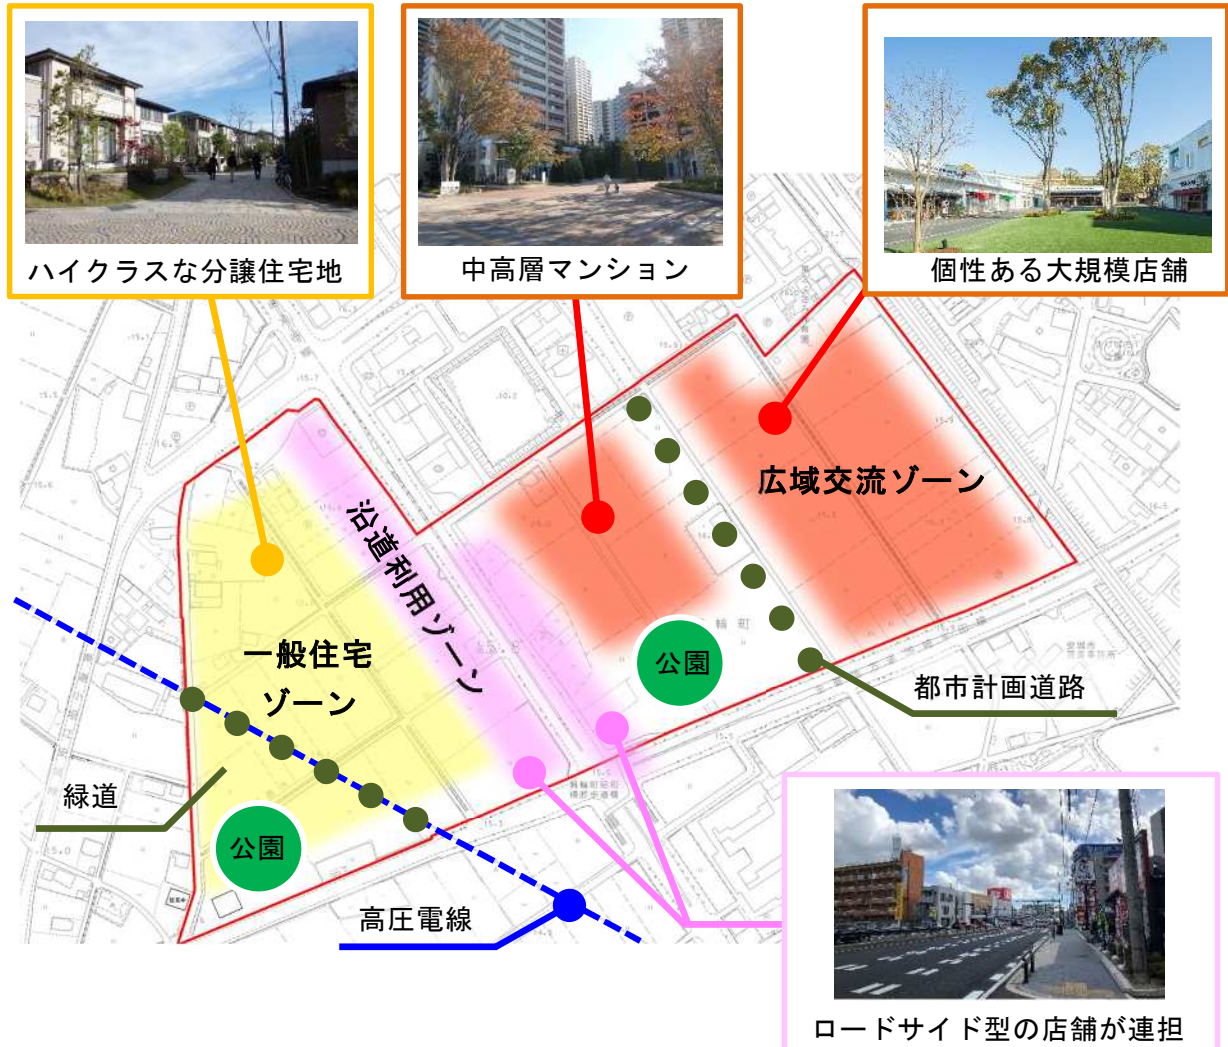 ハイクラスな分譲住宅地
中高層マンション
個性ある大規模店舗
広域交流ゾーン
沿道利用ゾーン
一般住宅
ゾーン
公園
輪町
都市計画道路
緑道
公園
高圧電線
ロードサイド型の店舗が連担